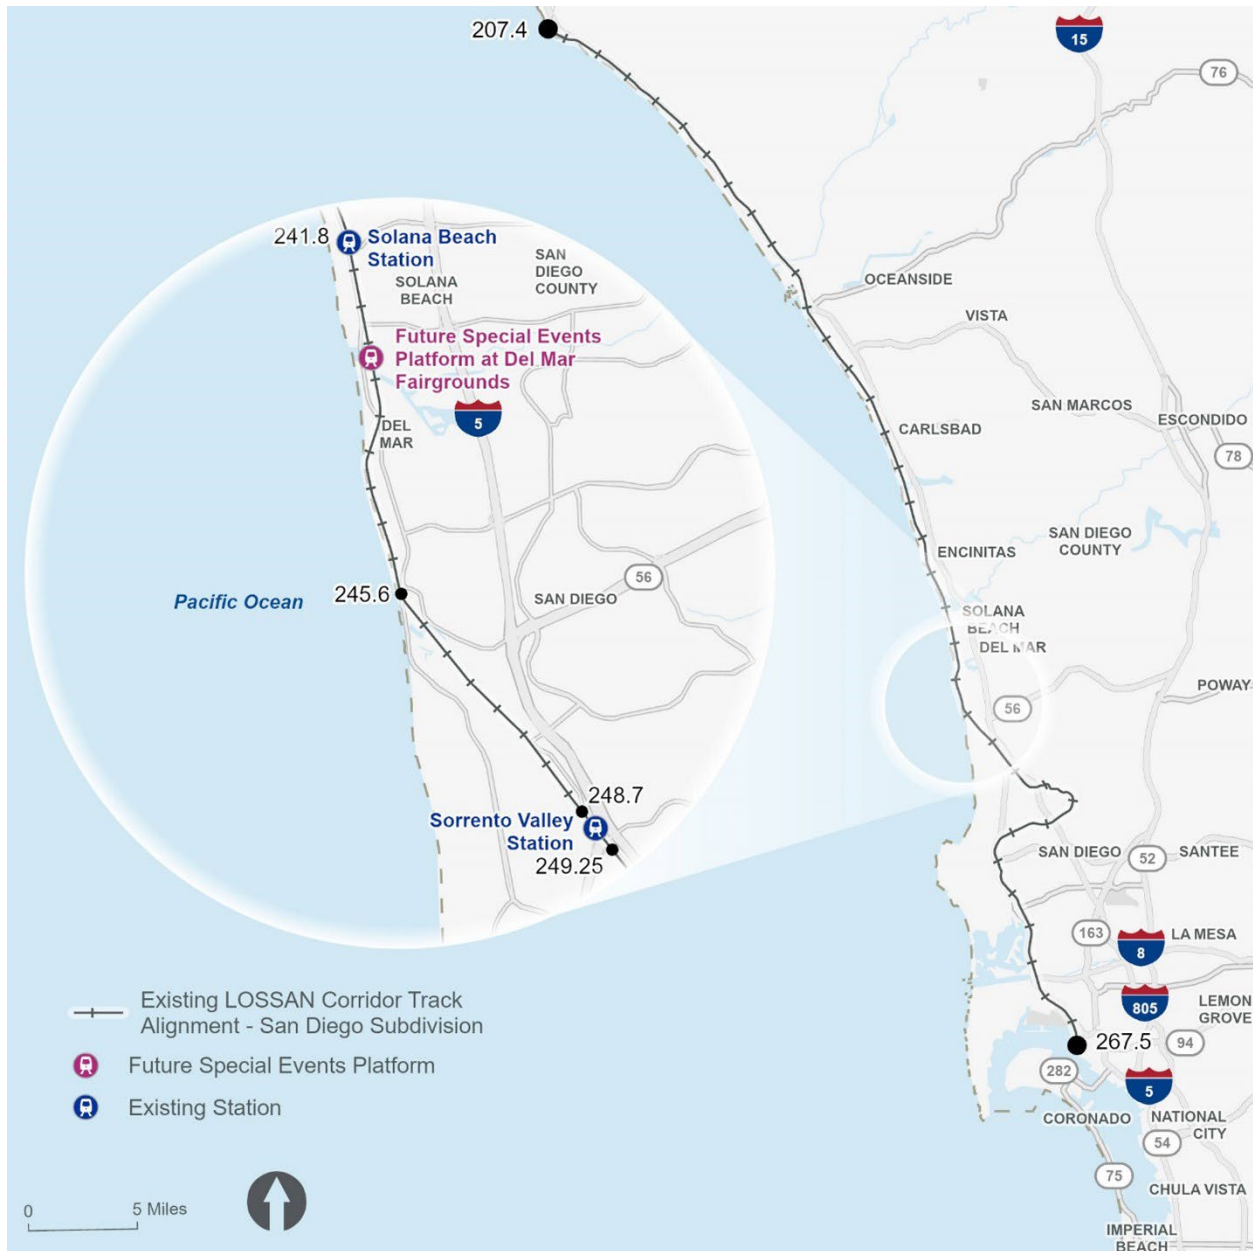 207.4
15
76
241.8
Solana Beach
Station
SOLANA
BEACH
SAN
DIEGO
COUNTY
Future Special Events
Platform at Del Mar
Fairgrounds
5
DEL
MAR
Pacific Ocean
245.6
56
SAN DIEGO
248.7
Sorrento Valley
Station
249.25
OCEANSIDE
VISTA
SAN MARCOS
ESCONDIDO
78
CARLSBAD
SAN DIEGO
COUNTY
ENCINITAS
SOLANA
BEACH
DEL MAR
POWAY
56
SAN DIEGO
52
SANTEE
163
LA MESA
8
805
LEMON
GROVE
267.5
94
282
5
CORONADO
NATIONAL
CITY
54
75
CHULA VISTA
IMPERIAL
BEACH
Existing LOSSAN Corridor Track
Alignment - San Diego Subdivision
Future Special Events Platform
Existing Station
0
5 Miles